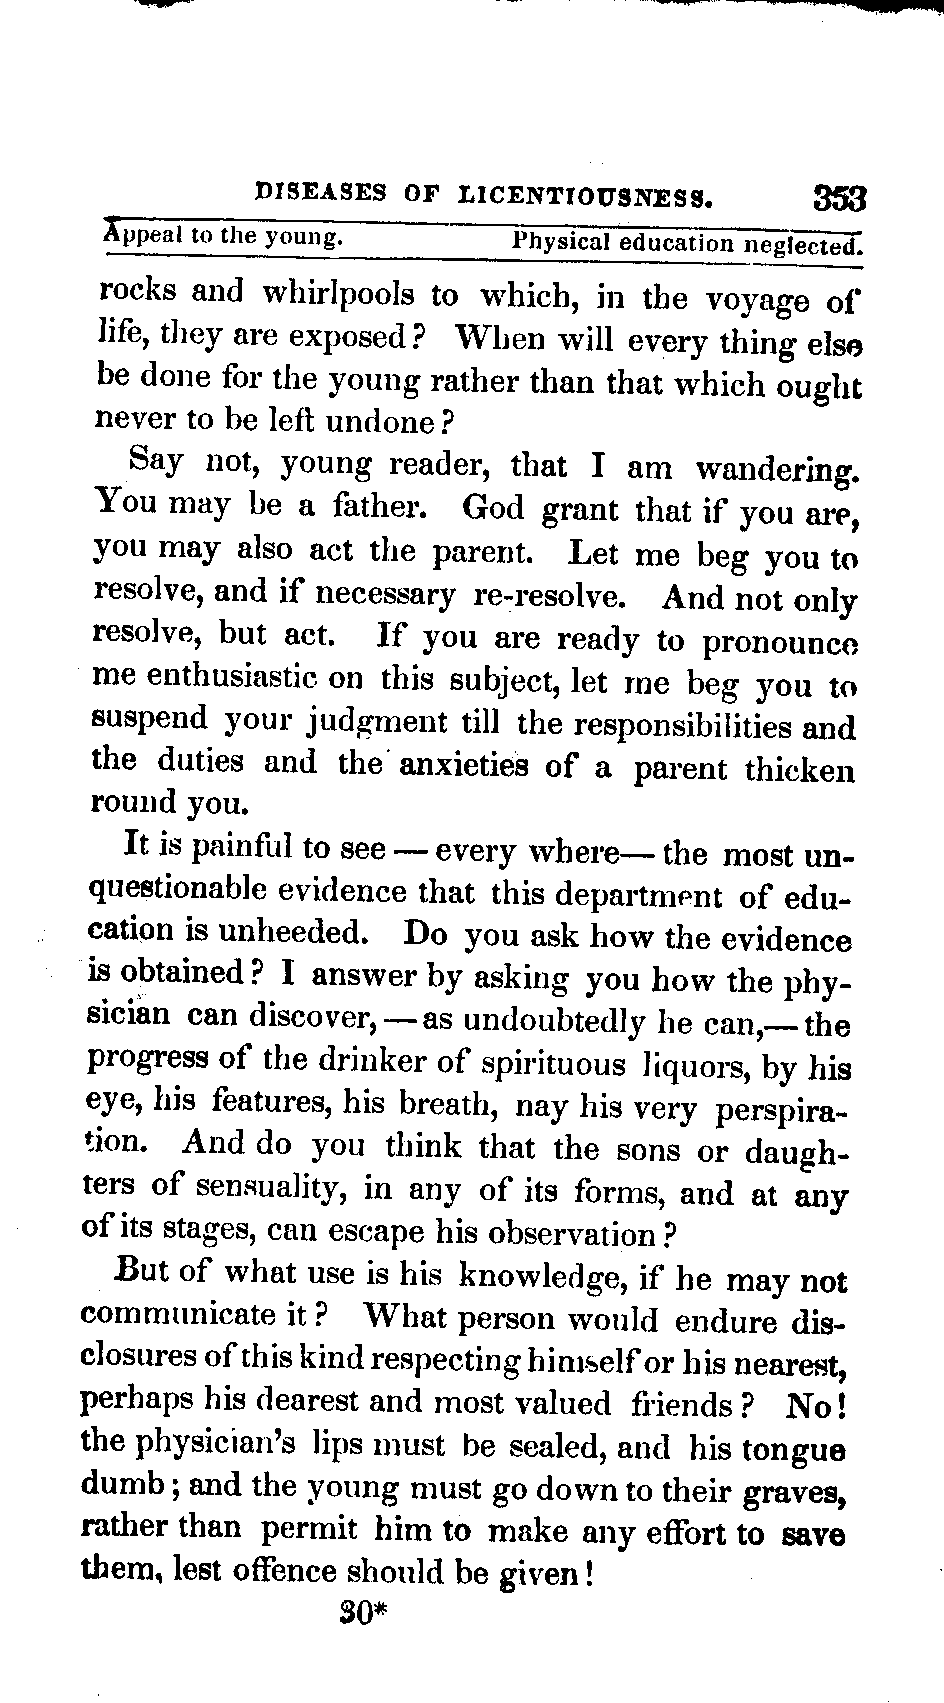 DISEASES OF LICENTIOUSNESS. 353
Appeal to the young. Physical education neglected.
rocks and whirlpools to which, in the voyage of
life, they are exposed? When will every thing else
be done for the young rather than that which ought
never to be left undone?
Say not, young reader, that I am wandering.
You may be a father. God grant that if you are,
you may also act the parent. Let me beg you to
resolve, and if necessary re-resolve. And not only
resolve, but act. If you are ready to pronounce
me enthusiastic on this subject, let me beg you to
suspend your judgment till the responsibilities and
the duties and the anxieties of a parent thicken
round you.
It is painful to see — every where — the most un-
questionable evidence that this department of edu-
cation is unheeded. Do you ask how the evidence
is obtained? I answer by asking you how the phy-
sician can discover, — as undoubtedly he can, — the
progress of the drinker of spirituous liquors, by his
eye, his features, his breath, nay his very perspira-
tion. And do you think that the sons or daugh-
ters of sensuality, in any of its forms, and at any
of its stages, can escape his observation?
But of what use is his knowledge, if he may not
communicate it? What person would endure dis-
closures of this kind respecting himself or his nearest,
perhaps his dearest and most valued friends? No!
the physician's lips must be sealed, and his tongue
dumb; and the young must go down to their graves,
rather than permit him to make any effort to save
them, lest offence should be given!
30*